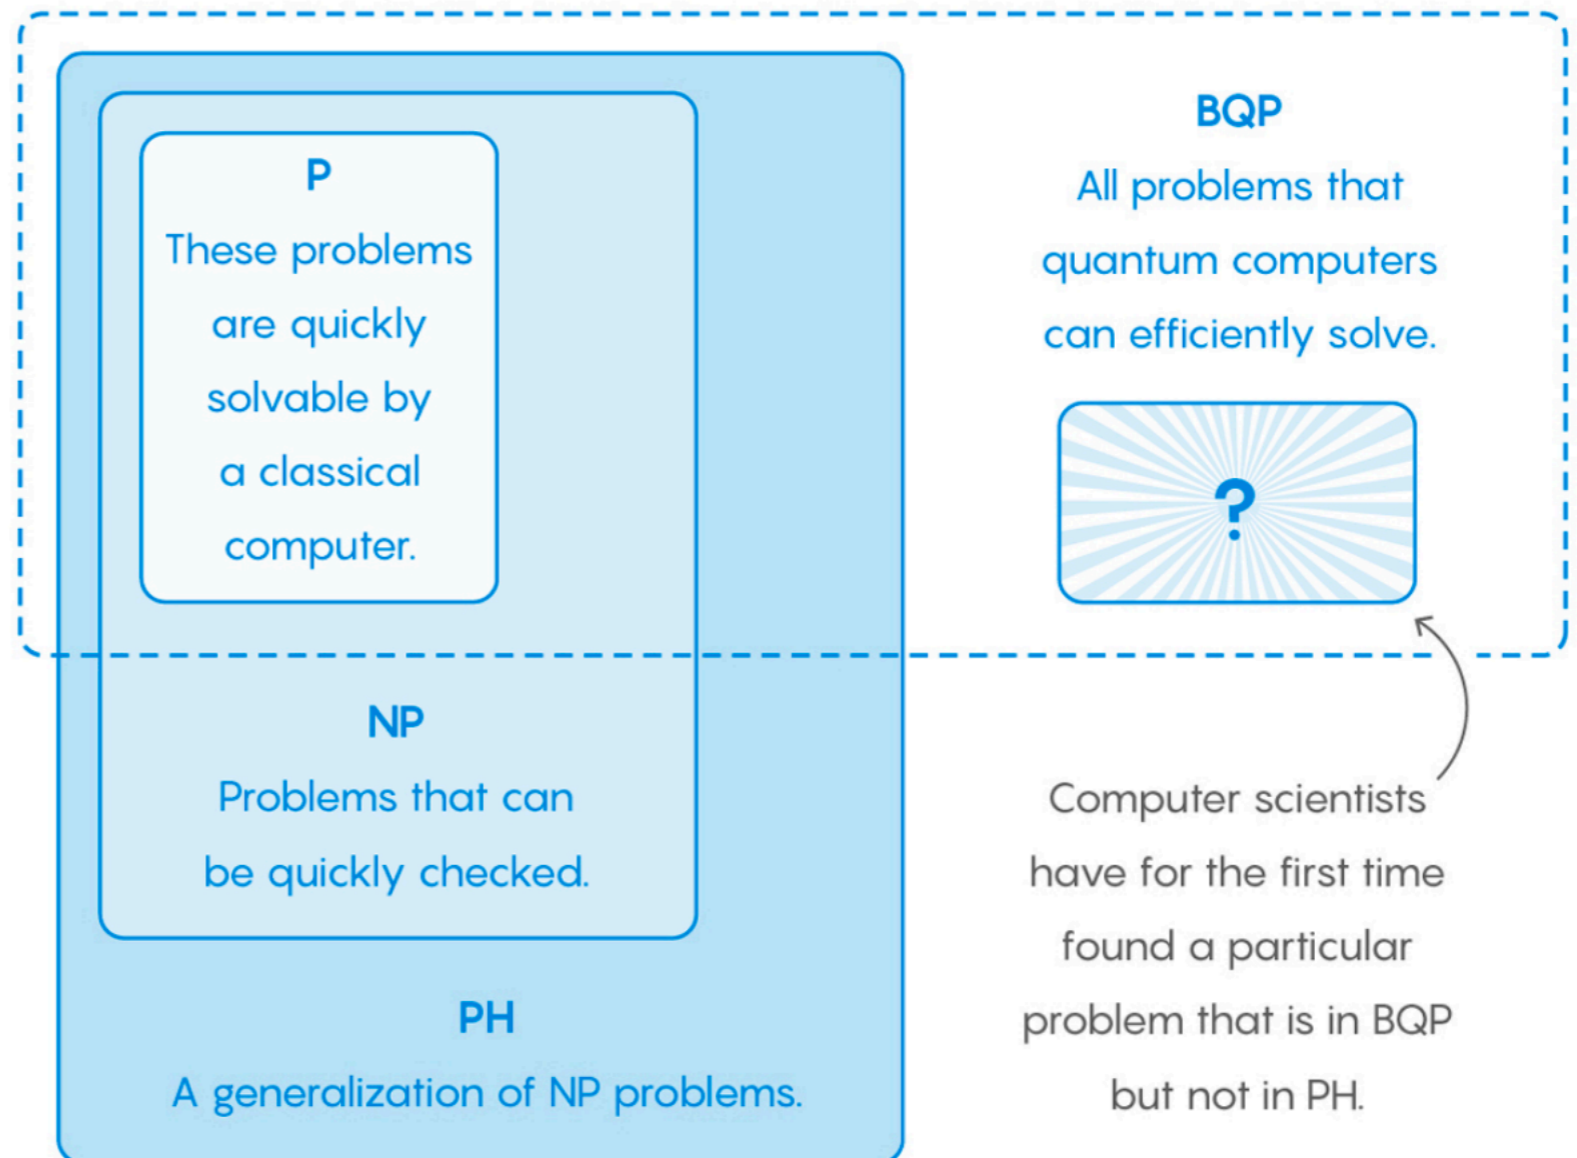 P
These problems
are quickly
solvable by
a classical
computer.
NP
Problems that can
be quickly checked.
PH
A generalization of NP problems.
BQP
All problems that
quantum computers
can efficiently solve.
?
Computer scientists
have for the first time
found a particular
problem that is in BQP
but not in PH.